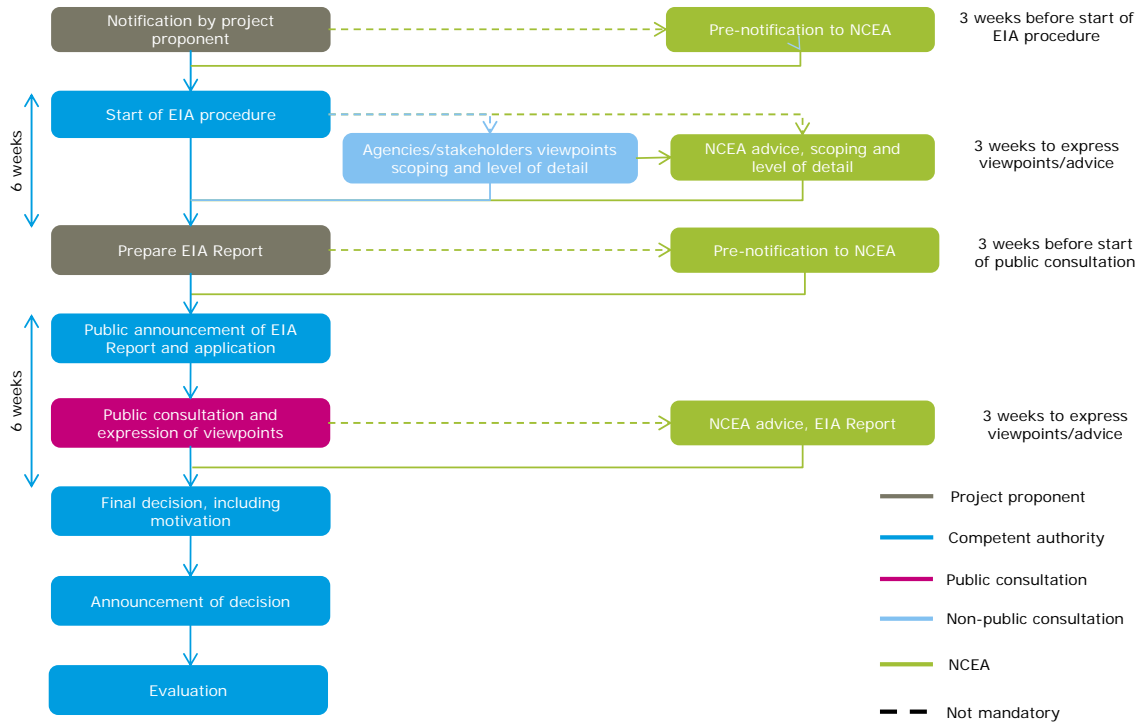 Notification by project
proponent
Pre-notification to NCEA
3 weeks before start of
EIA procedure
6 weeks
Start of EIA procedure
Agencies/stakeholders viewpoints
scoping and level of detail
NCEA advice, scoping and
level of detail
3 weeks to express
viewpoints/advice
Prepare EIA Report
Pre-notification to NCEA
3 weeks before start
of public consultation
6 weeks
Public announcement of EIA
Report and application
Public consultation and
expression of viewpoints
NCEA advice, EIA Report
3 weeks to express
viewpoints/advice
Final decision, including
motivation
Announcement of decision
Evaluation
Project proponent
Competent authority
Public consultation
Non-public consultation
NCEA
Not mandatory